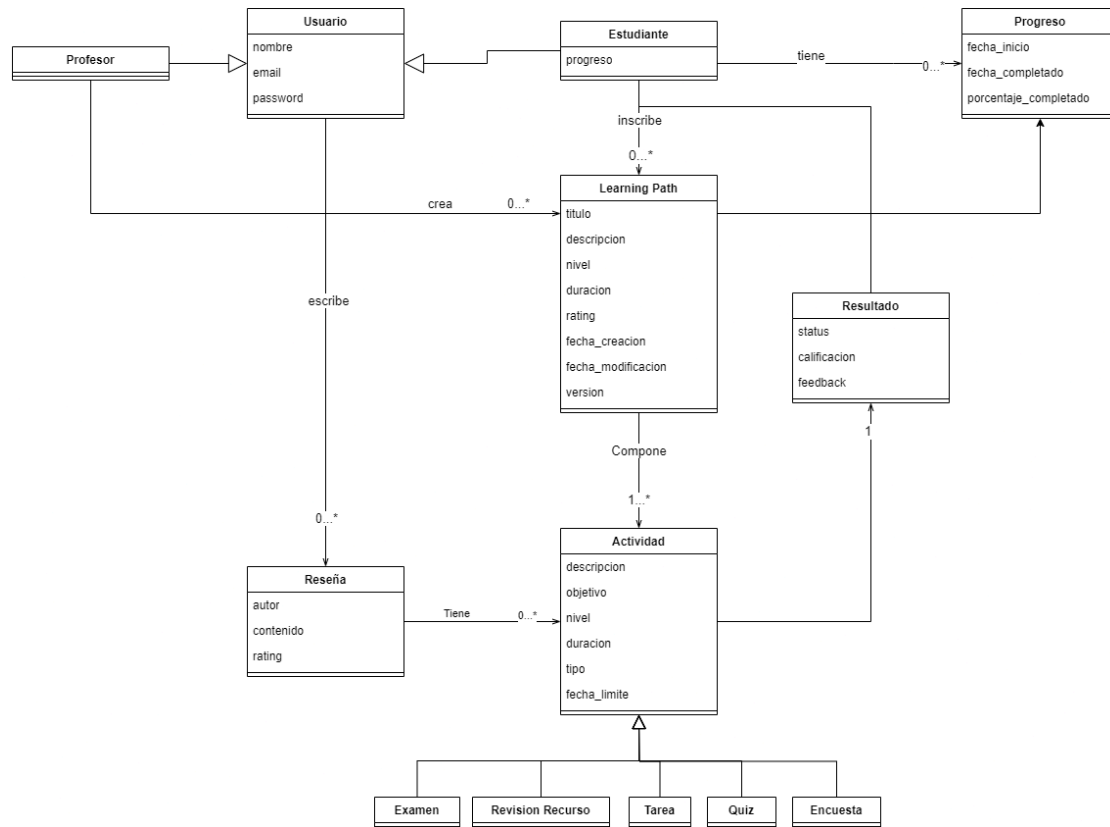 Usuario
nombre
email
password
Profesor
Estudiante
progreso
tiene
0...*
Progreso
fecha_inicio
fecha_completado
porcentaje_completado
inscribe
0...*
crea
0...*
Learning Path
titulo
descripcion
nivel
duracion
rating
fecha_creacion
fecha_modificacion
version
escribe
0...*
Resultado
status
calificacion
feedback
1
Compone
1...*
Reseña
autor
contenido
rating
Tiene
0...*
Actividad
descripcion
objetivo
nivel
duracion
tipo
fecha_limite
Examen
Revision Recurso
Tarea
Quiz
Encuesta